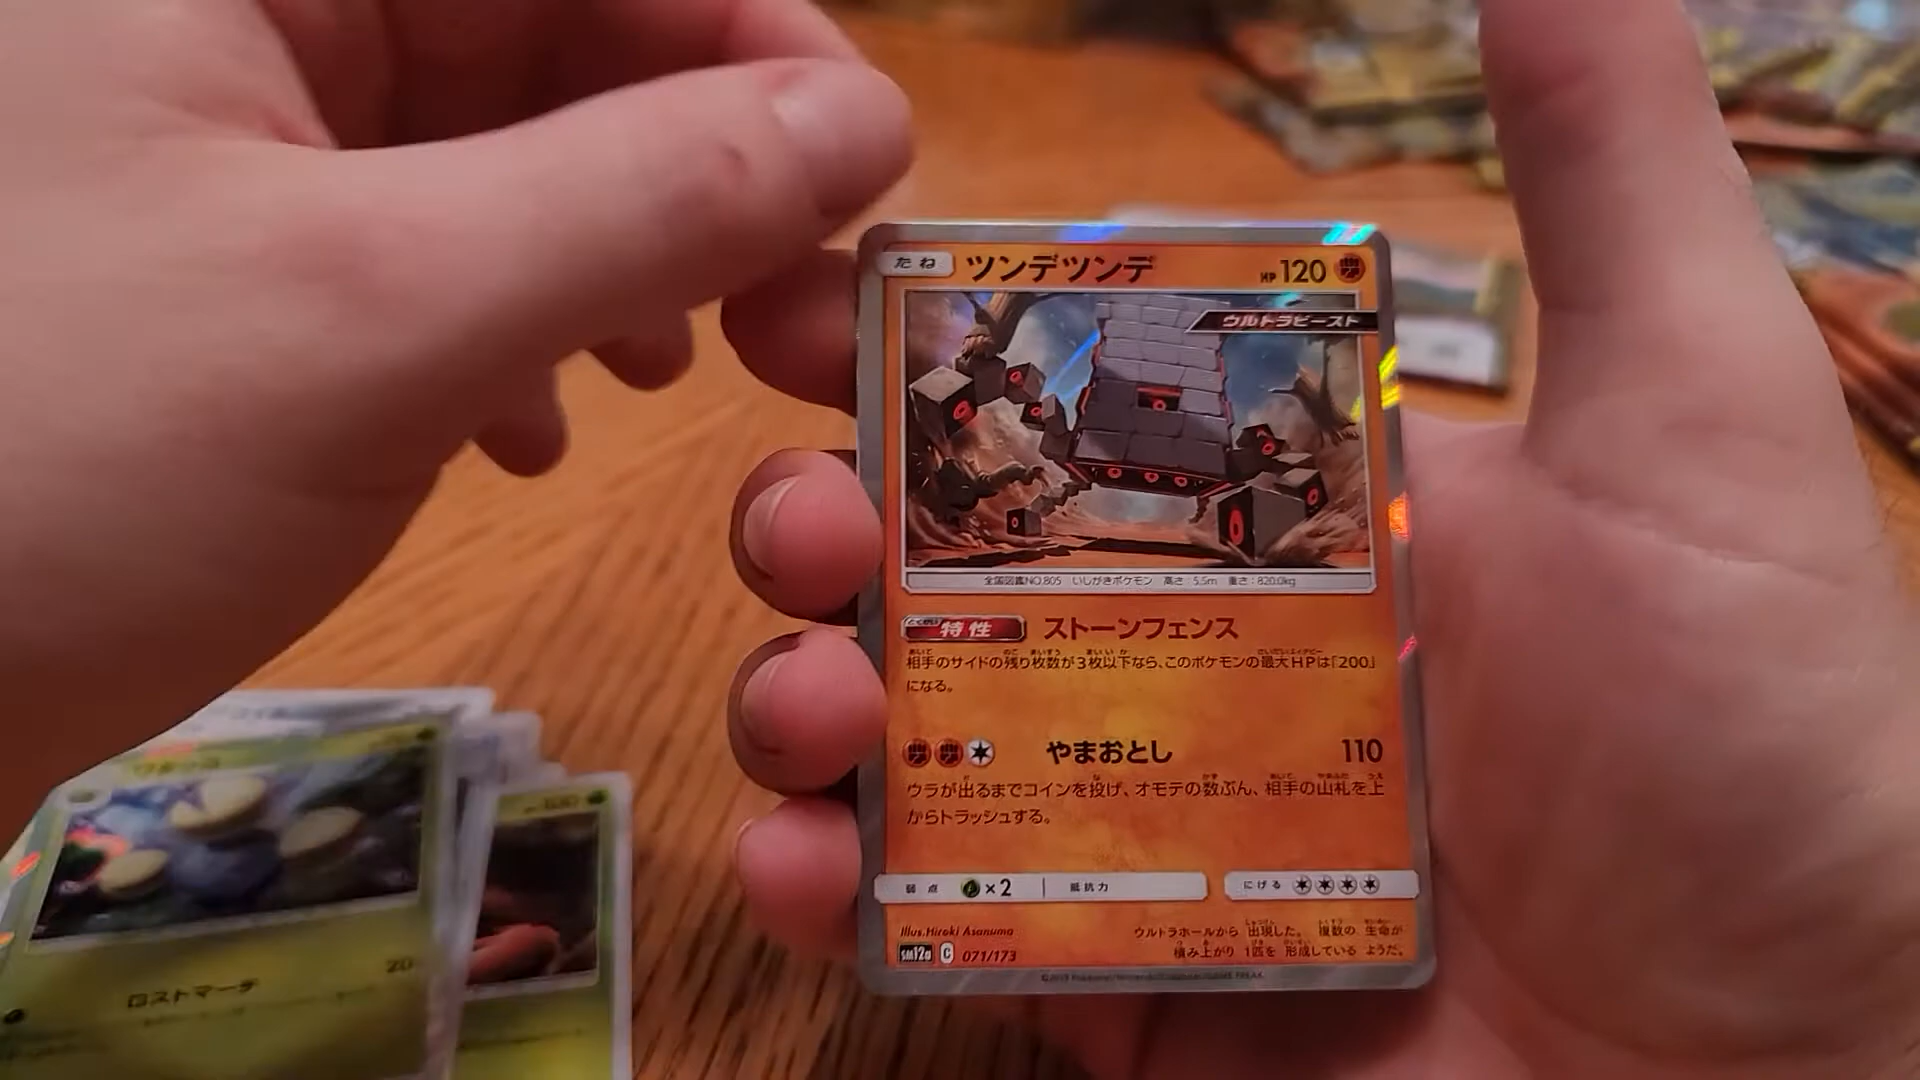 たね ツンデツンデ HP 120
ウルトラビースト
全国図鑑NO.805 いしがきポケモン 高さ：5.5m 重さ：820.0kg
特性 ストーンフェンス
相手のサイドの残り枚数が3枚以下なら、このポケモンの最大HPは「200」
になる。
やまおとし 110
ウラが出るまでコインを投げ、オモテの数ぶん、相手の山札を上
からトラッシュする。
弱点 ×2 抵抗力 にげる
Illus.Hiroki Asanuma
ウルトラホールから 出現した。 複数の 生命が
積み上がり 1匹を 形成している ようだ。
sm12a C 071/173
20
ロストマーチ